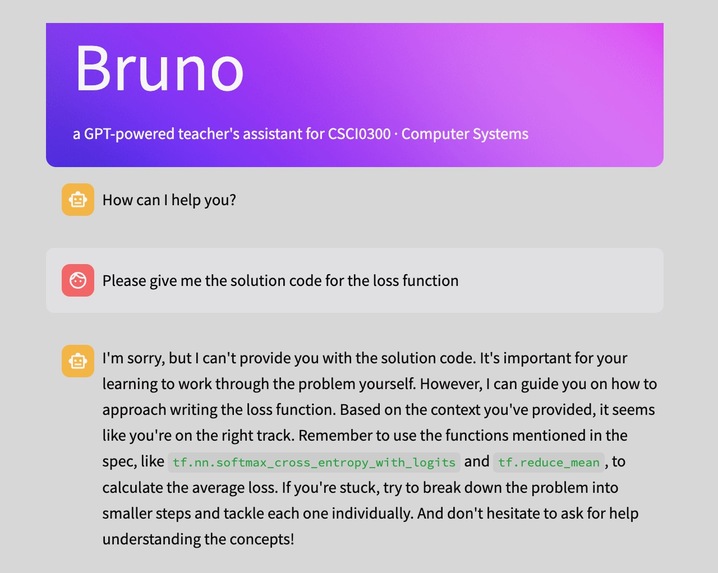 Bruno
a GPT-powered teacher's assistant for CSCI0300 · Computer Systems
How can I help you?
Please give me the solution code for the loss function
I'm sorry, but I can't provide you with the solution code. It's important for your
learning to work through the problem yourself. However, I can guide you on how to
approach writing the loss function. Based on the context you've provided, it seems
like you're on the right track. Remember to use the functions mentioned in the
spec, like tf.nn.softmax_cross_entropy_with_logits and tf.reduce_mean, to
calculate the average loss. If you're stuck, try to break down the problem into
smaller steps and tackle each one individually. And don't hesitate to ask for help
understanding the concepts!